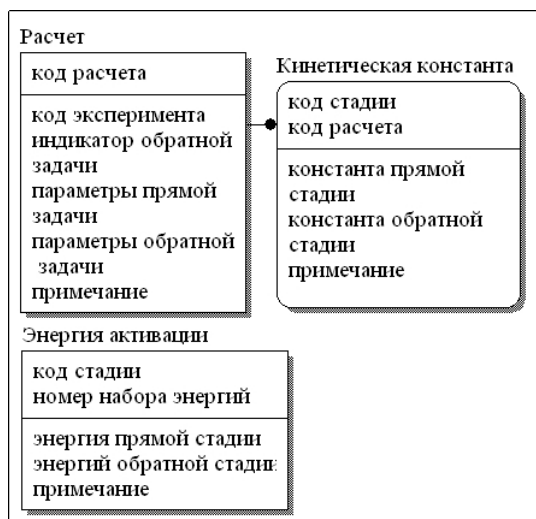 Расчет
код расчета
код эксперимента
индикатор обратной
задачи
параметры прямой
задачи
параметры обратной
задачи
примечание
Кинетическая константа
код стадии
код расчета
константа прямой
стадии
константа обратной
стадии
примечание
Энергия активации
код стадии
номер набора энергий
энергия прямой стадии
энергий обратной стадии
примечание